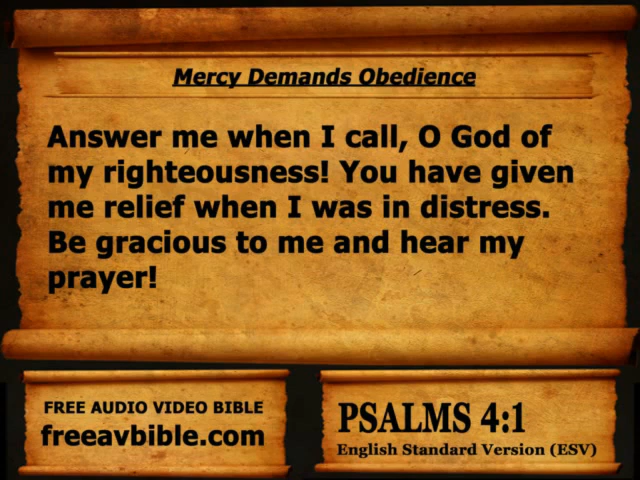 Mercy Demands Obedience
Answer me when I call, O God of
my righteousness! You have given
me relief when I was in distress.
Be gracious to me and hear my
prayer!
FREE AUDIO VIDEO BIBLE
freeavbible.com
PSALMS 4:1
English Standard Version (ESV)